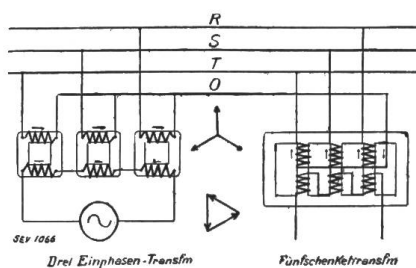 R
S
T
O
SEV 1066
Drei Einphasen-Transfm
Fünfschenkeltransfm